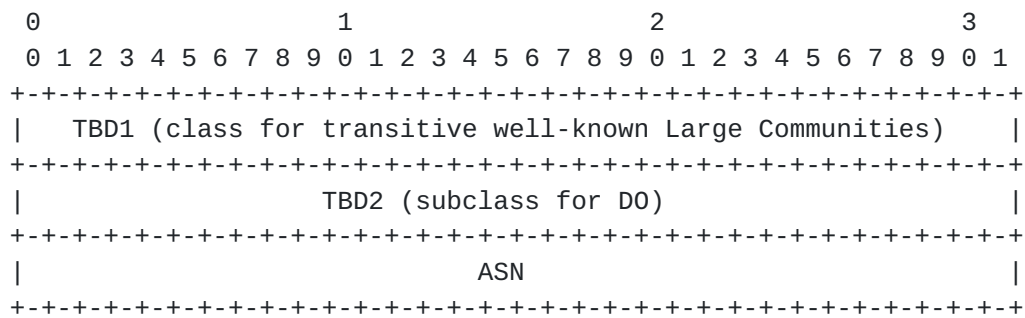 0                   1                   2                   3
 0 1 2 3 4 5 6 7 8 9 0 1 2 3 4 5 6 7 8 9 0 1 2 3 4 5 6 7 8 9 0 1
+-+-+-+-+-+-+-+-+-+-+-+-+-+-+-+-+-+-+-+-+-+-+-+-+-+-+-+-+-+-+-+-+
|   TBD1 (class for transitive well-known Large Communities)    |
+-+-+-+-+-+-+-+-+-+-+-+-+-+-+-+-+-+-+-+-+-+-+-+-+-+-+-+-+-+-+-+-+
|                   TBD2 (subclass for DO)                      |
+-+-+-+-+-+-+-+-+-+-+-+-+-+-+-+-+-+-+-+-+-+-+-+-+-+-+-+-+-+-+-+-+
|                             ASN                               |
+-+-+-+-+-+-+-+-+-+-+-+-+-+-+-+-+-+-+-+-+-+-+-+-+-+-+-+-+-+-+-+-+